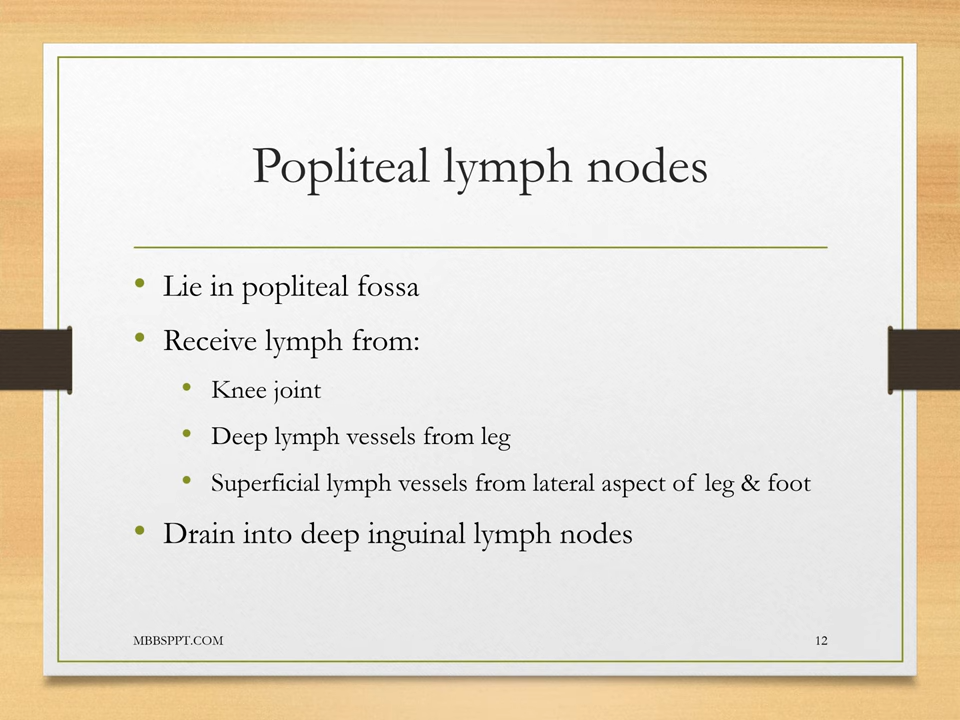 Popliteal lymph nodes
• Lie in popliteal fossa
• Receive lymph from:
• Knee joint
• Deep lymph vessels from leg
• Superficial lymph vessels from lateral aspect of leg & foot
• Drain into deep inguinal lymph nodes
MBBSPPT.COM
12